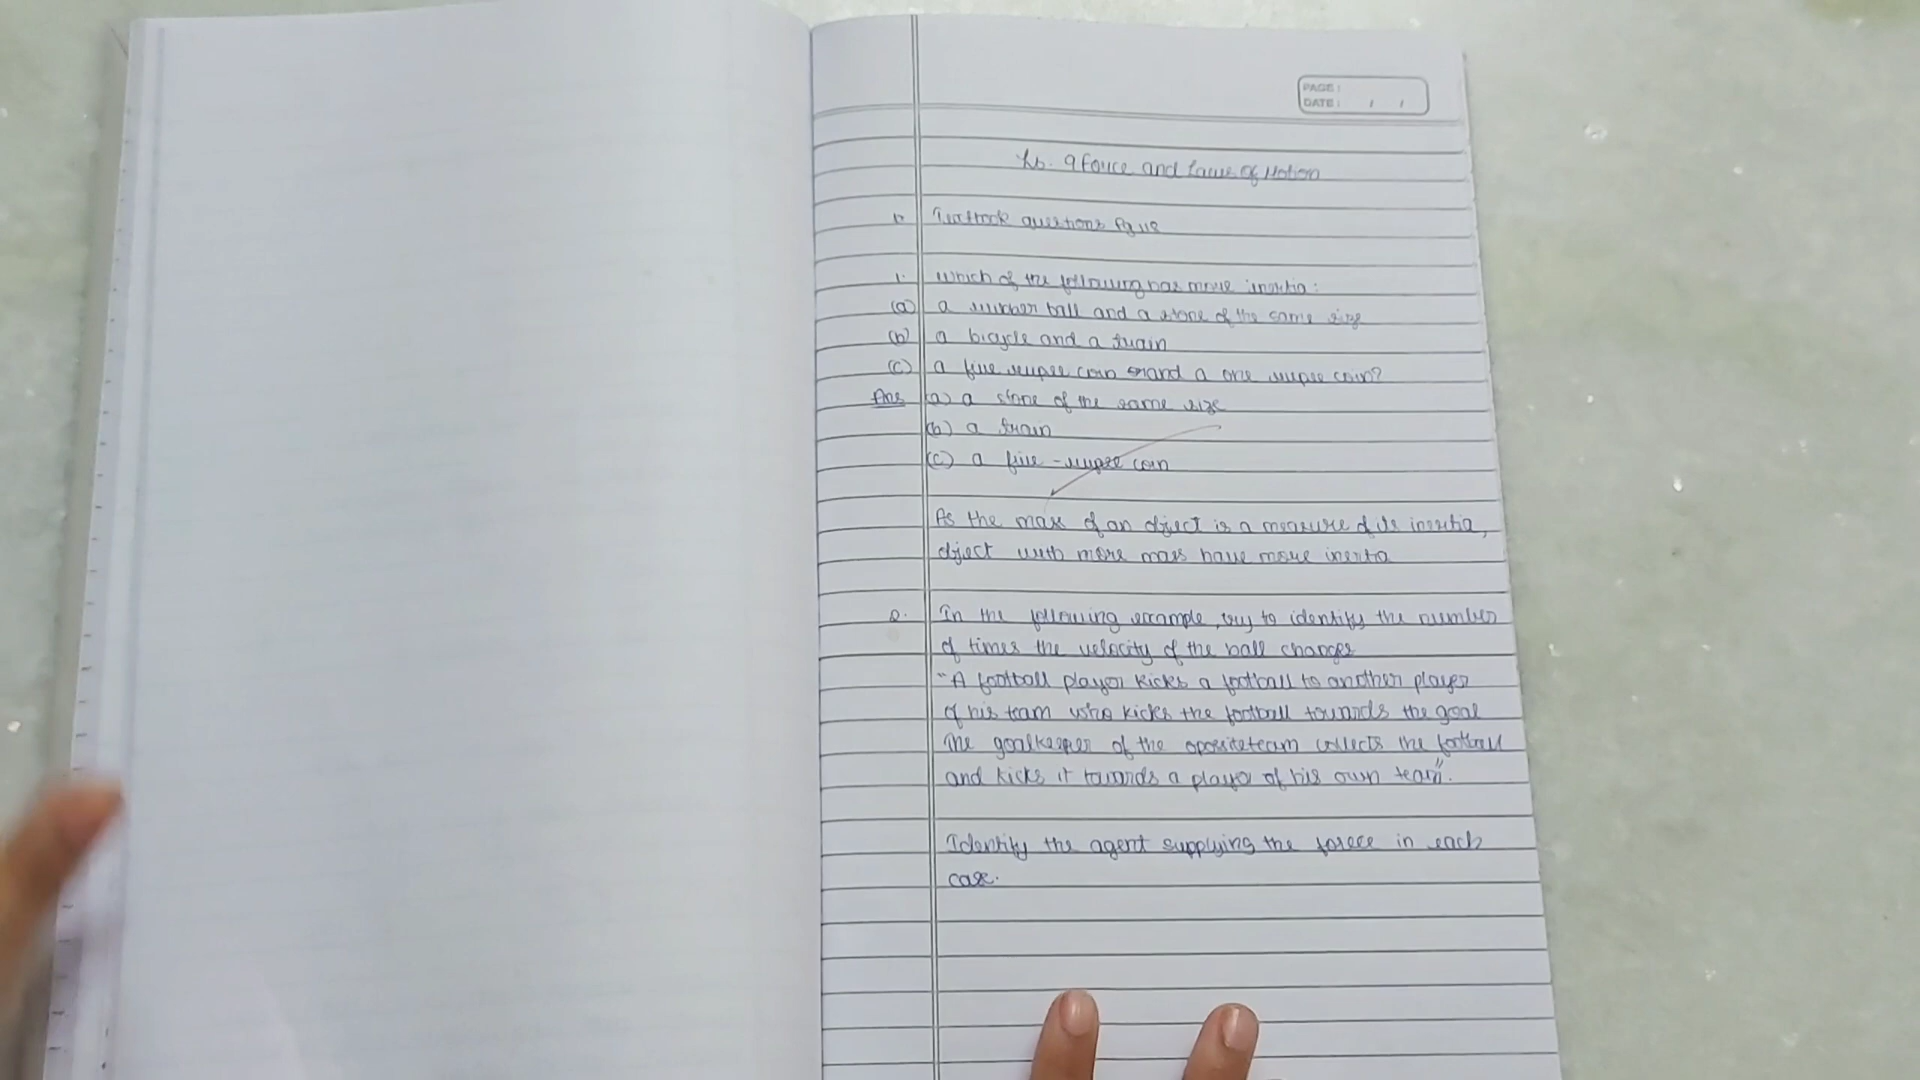 PAGE:
DATE: / /
Ls. 9 Force and Laws of Motion
1. Textbook questions Pg 118
1. Which of the following has more inertia:
(a) a rubber ball and a stone of the same size
(b) a bicycle and a train
(c) a five rupee coin and a one rupee coin?
Ans (a) a stone of the same size
(b) a train
(c) a five-rupee coin
As the mass of an object is a measure of its inertia,
object with more mass have more inertia
2. In the following example, try to identify the number
of times the velocity of the ball changes
"A football player kicks a football to another player
of his team who kicks the football towards the goal
The goalkeeper of the opositeteam collects the football
and kicks it towards a player of his own team".
Identify the agent supplying the forece in each
case.